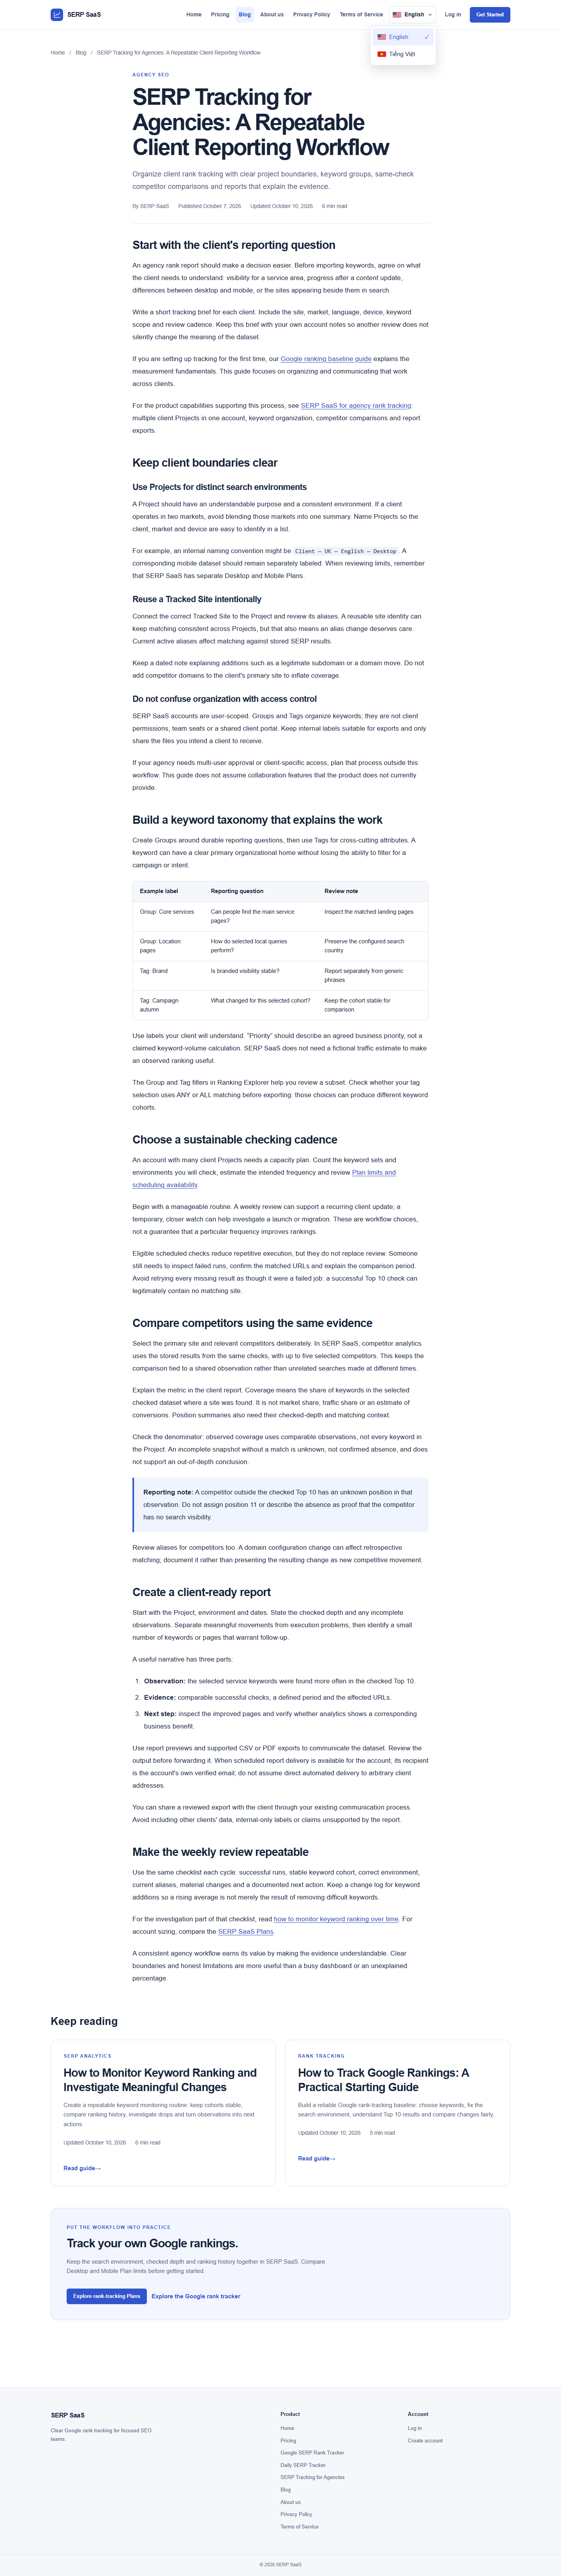 SERP SaaS
Home
Pricing
Blog
About us
Privacy Policy
Terms of Service
English
Log in
Get Started
English ✓
Tiếng Việt
Home / Blog / SERP Tracking for Agencies: A Repeatable Client Reporting Workflow
AGENCY SEO
SERP Tracking for
Agencies: A Repeatable
Client Reporting Workflow
Organize client rank tracking with clear project boundaries, keyword groups, same-check
competitor comparisons and reports that explain the evidence.
By SERP SaaS Published October 7, 2026 Updated October 10, 2026 6 min read
Start with the client's reporting question
An agency rank report should make a decision easier. Before importing keywords, agree on what
the client needs to understand: visibility for a service area, progress after a content update,
differences between desktop and mobile, or the sites appearing beside them in search.
Write a short tracking brief for each client. Include the site, market, language, device, keyword
scope and review cadence. Keep this brief with your own account notes so another review does not
silently change the meaning of the dataset.
If you are setting up tracking for the first time, our Google ranking baseline guide explains the
measurement fundamentals. This guide focuses on organizing and communicating that work
across clients.
For the product capabilities supporting this process, see SERP SaaS for agency rank tracking:
multiple client Projects in one account, keyword organization, competitor comparisons and report
exports.
Keep client boundaries clear
Use Projects for distinct search environments
A Project should have an understandable purpose and a consistent environment. If a client
operates in two markets, avoid blending those markets into one summary. Name Projects so the
client, market and device are easy to identify in a list.
For example, an internal naming convention might be Client — UK — English — Desktop. A
corresponding mobile dataset should remain separately labeled. When reviewing limits, remember
that SERP SaaS has separate Desktop and Mobile Plans.
Reuse a Tracked Site intentionally
Connect the correct Tracked Site to the Project and review its aliases. A reusable site identity can
keep matching consistent across Projects, but that also means an alias change deserves care.
Current active aliases affect matching against stored SERP results.
Keep a dated note explaining additions such as a legitimate subdomain or a domain move. Do not
add competitor domains to the client's primary site to inflate coverage.
Do not confuse organization with access control
SERP SaaS accounts are user-scoped. Groups and Tags organize keywords; they are not client
permissions, team seats or a shared client portal. Keep internal labels suitable for exports and only
share the files you intend a client to receive.
If your agency needs multi-user approval or client-specific access, plan that process outside this
workflow. This guide does not assume collaboration features that the product does not currently
provide.
Build a keyword taxonomy that explains the work
Create Groups around durable reporting questions, then use Tags for cross-cutting attributes. A
keyword can have a clear primary organizational home without losing the ability to filter for a
campaign or intent.
Example label Reporting question Review note
Group: Core services Can people find the main service Inspect the matched landing pages
pages?
Group: Location How do selected local queries Preserve the configured search
pages perform? country
Tag: Brand Is branded visibility stable? Report separately from generic
phrases
Tag: Campaign What changed for this selected cohort? Keep the cohort stable for
autumn comparison
Use labels your client will understand. "Priority" should describe an agreed business priority, not a
claimed keyword-volume calculation. SERP SaaS does not need a fictional traffic estimate to make
an observed ranking useful.
The Group and Tag filters in Ranking Explorer help you review a subset. Check whether your tag
selection uses ANY or ALL matching before exporting: those choices can produce different keyword
cohorts.
Choose a sustainable checking cadence
An account with many client Projects needs a capacity plan. Count the keyword sets and
environments you will check, estimate the intended frequency and review Plan limits and
scheduling availability.
Begin with a manageable routine. A weekly review can support a recurring client update; a
temporary, closer watch can help investigate a launch or migration. These are workflow choices,
not a guarantee that a particular frequency improves rankings.
Eligible scheduled checks reduce repetitive execution, but they do not replace review. Someone
still needs to inspect failed runs, confirm the matched URLs and explain the comparison period.
Avoid retrying every missing result as though it were a failed job: a successful Top 10 check can
legitimately contain no matching site.
Compare competitors using the same evidence
Select the primary site and relevant competitors deliberately. In SERP SaaS, competitor analytics
uses the stored results from the same checks, with up to five selected competitors. This keeps the
comparison tied to a shared observation rather than unrelated searches made at different times.
Explain the metric in the client report. Coverage means the share of keywords in the selected
checked dataset where a site was found. It is not market share, traffic share or an estimate of
conversions. Position summaries also need their checked-depth and matching context.
Check the denominator: observed coverage uses comparable observations, not every keyword in
the Project. An incomplete snapshot without a match is unknown, not confirmed absence, and does
not support an out-of-depth conclusion.
Reporting note: A competitor outside the checked Top 10 has an unknown position in that
observation. Do not assign position 11 or describe the absence as proof that the competitor
has no search visibility.
Review aliases for competitors too. A domain configuration change can affect retrospective
matching; document it rather than presenting the resulting change as new competitive movement.
Create a client-ready report
Start with the Project, environment and dates. State the checked depth and any incomplete
observations. Separate meaningful movements from execution problems, then identify a small
number of keywords or pages that warrant follow-up.
A useful narrative has three parts:
1. Observation: the selected service keywords were found more often in the checked Top 10.
2. Evidence: comparable successful checks, a defined period and the affected URLs.
3. Next step: inspect the improved pages and verify whether analytics shows a corresponding
business benefit.
Use report previews and supported CSV or PDF exports to communicate the dataset. Review the
output before forwarding it. When scheduled report delivery is available for the account, its recipient
is the account's own verified email; do not assume direct automated delivery to arbitrary client
addresses.
You can share a reviewed export with the client through your existing communication process.
Avoid including other clients' data, internal-only labels or claims unsupported by the report.
Make the weekly review repeatable
Use the same checklist each cycle: successful runs, stable keyword cohort, correct environment,
current aliases, material changes and a documented next action. Keep a change log for keyword
additions so a rising average is not merely the result of removing difficult keywords.
For the investigation part of that checklist, read how to monitor keyword ranking over time. For
account sizing, compare the SERP SaaS Plans.
A consistent agency workflow earns its value by making the evidence understandable. Clear
boundaries and honest limitations are more useful than a busy dashboard or an unexplained
percentage.
Keep reading
SERP ANALYTICS
How to Monitor Keyword Ranking and
Investigate Meaningful Changes
Create a repeatable keyword monitoring routine: keep cohorts stable,
compare ranking history, investigate drops and turn observations into next
actions.
Updated October 10, 2026 6 min read
Read guide→
RANK TRACKING
How to Track Google Rankings: A
Practical Starting Guide
Build a reliable Google rank-tracking baseline: choose keywords, fix the
search environment, understand Top 10 results and compare changes fairly.
Updated October 10, 2026 5 min read
Read guide→
PUT THE WORKFLOW INTO PRACTICE
Track your own Google rankings.
Keep the search environment, checked depth and ranking history together in SERP SaaS. Compare
Desktop and Mobile Plan limits before getting started.
Explore rank-tracking Plans Explore the Google rank tracker
SERP SaaS
Clear Google rank tracking for focused SEO
teams.
Product
Home
Pricing
Google SERP Rank Tracker
Daily SERP Tracker
SERP Tracking for Agencies
Blog
About us
Privacy Policy
Terms of Service
Account
Log in
Create account
© 2026 SERP SaaS